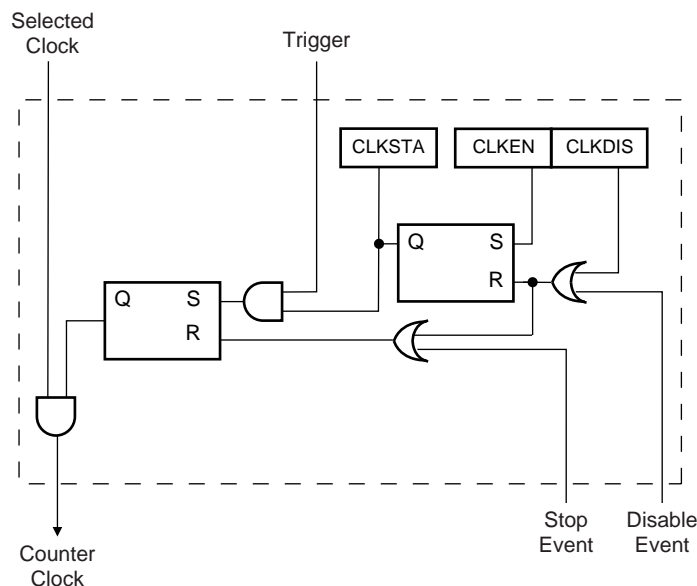 Selected
Clock
Trigger
CLKSTA
CLKEN
CLKDIS
Q
S
R
Q
S
R
Stop
Event
Disable
Event
Counter
Clock